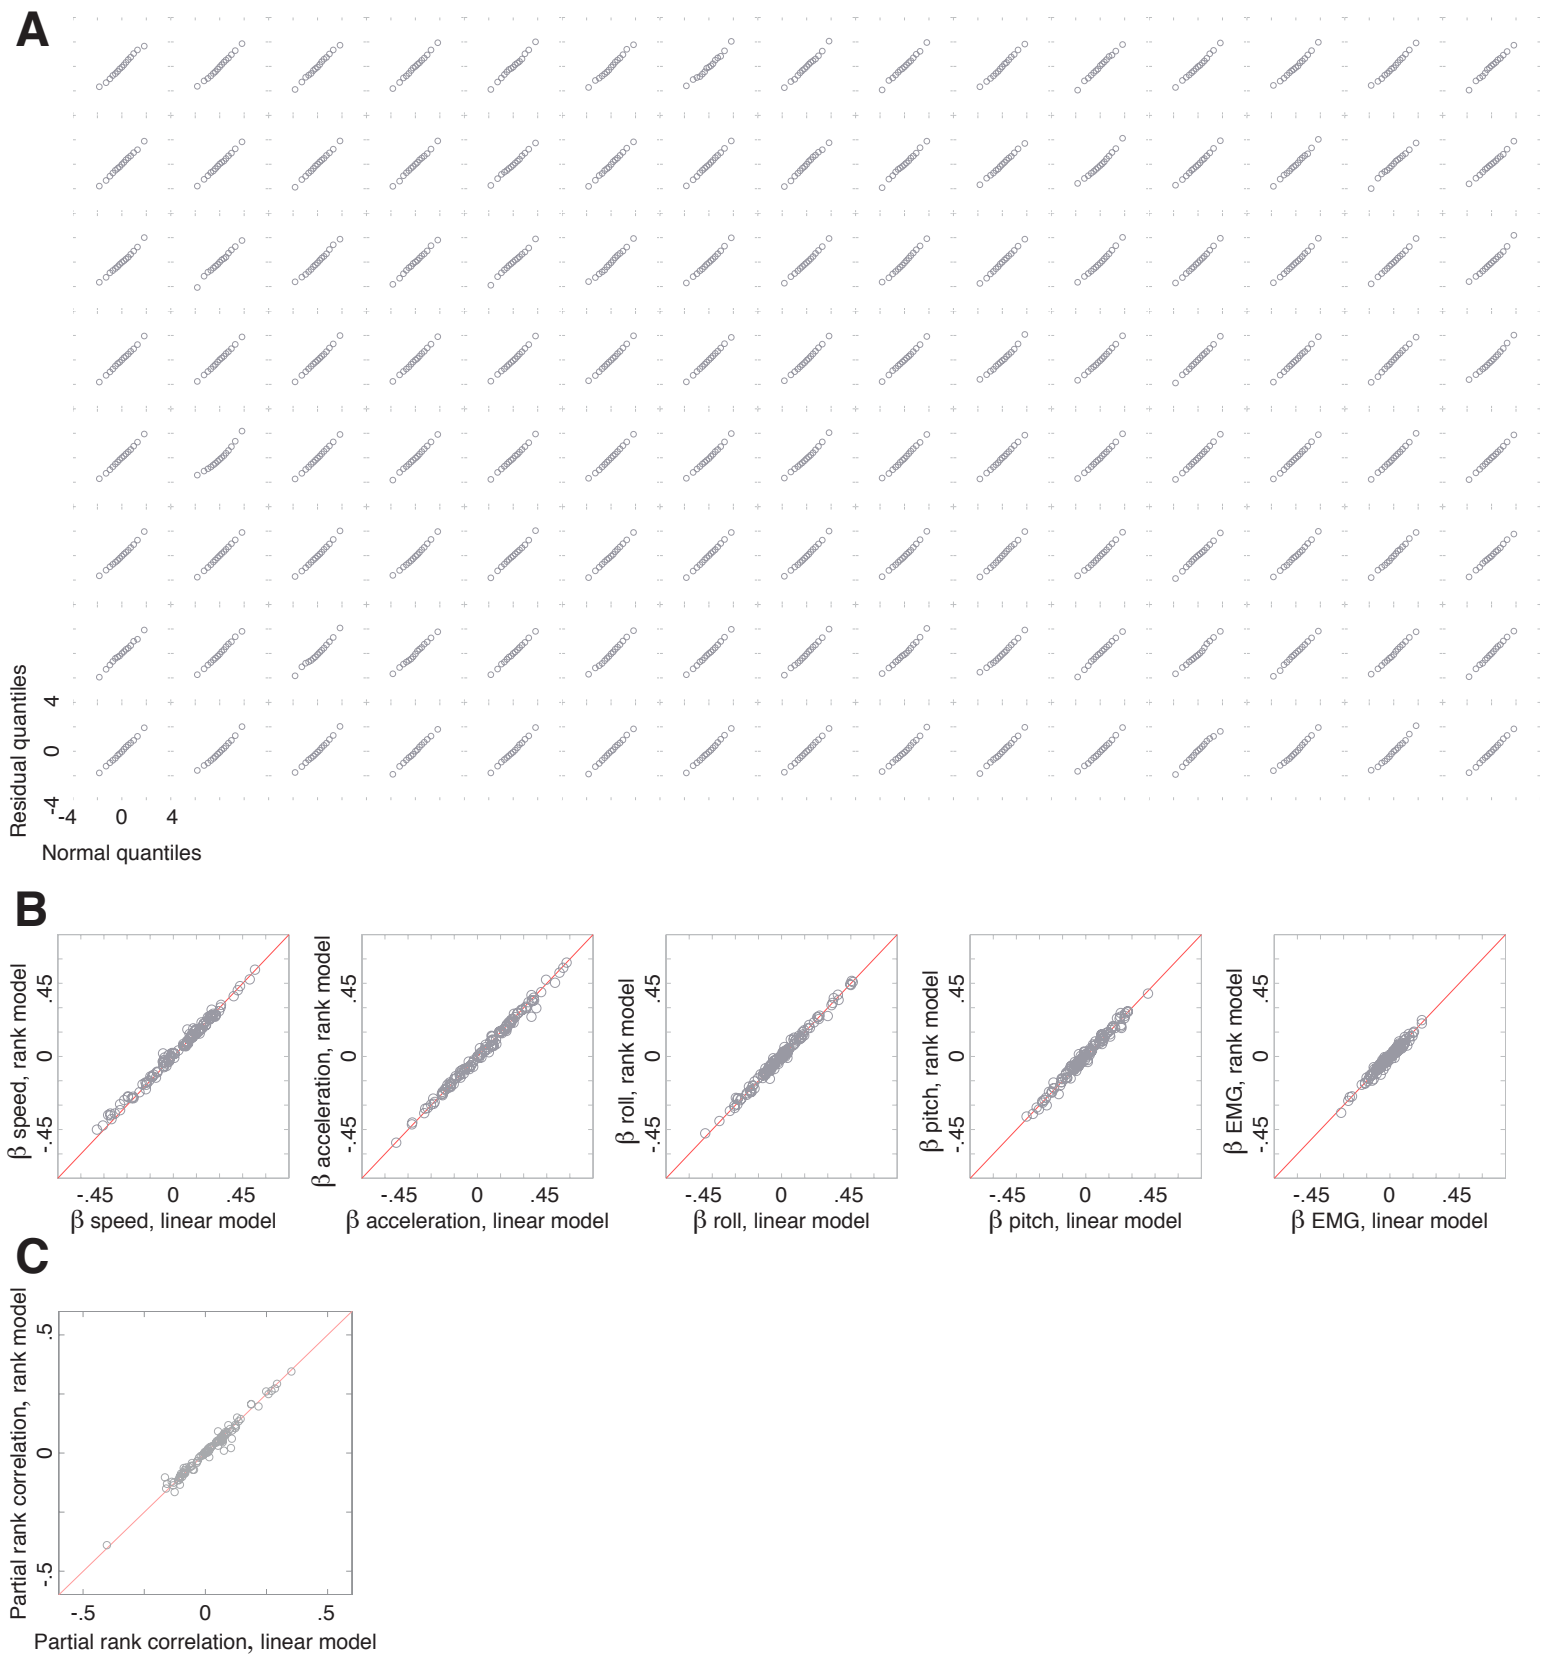 A
Residual quantiles
4
0
-4
-4 0 4
Normal quantiles
B
β speed, rank model
.45
0
-.45
-.45 0 .45
β speed, linear model
β acceleration, rank model
.45
0
-.45
-.45 0 .45
β acceleration, linear model
β roll, rank model
.45
0
-.45
-.45 0 .45
β roll, linear model
β pitch, rank model
.45
0
-.45
-.45 0 .45
β pitch, linear model
β EMG, rank model
.45
0
-.45
-.45 0 .45
β EMG, linear model
C
Partial rank correlation, rank model
.5
0
-.5
-.5 0 .5
Partial rank correlation, linear model